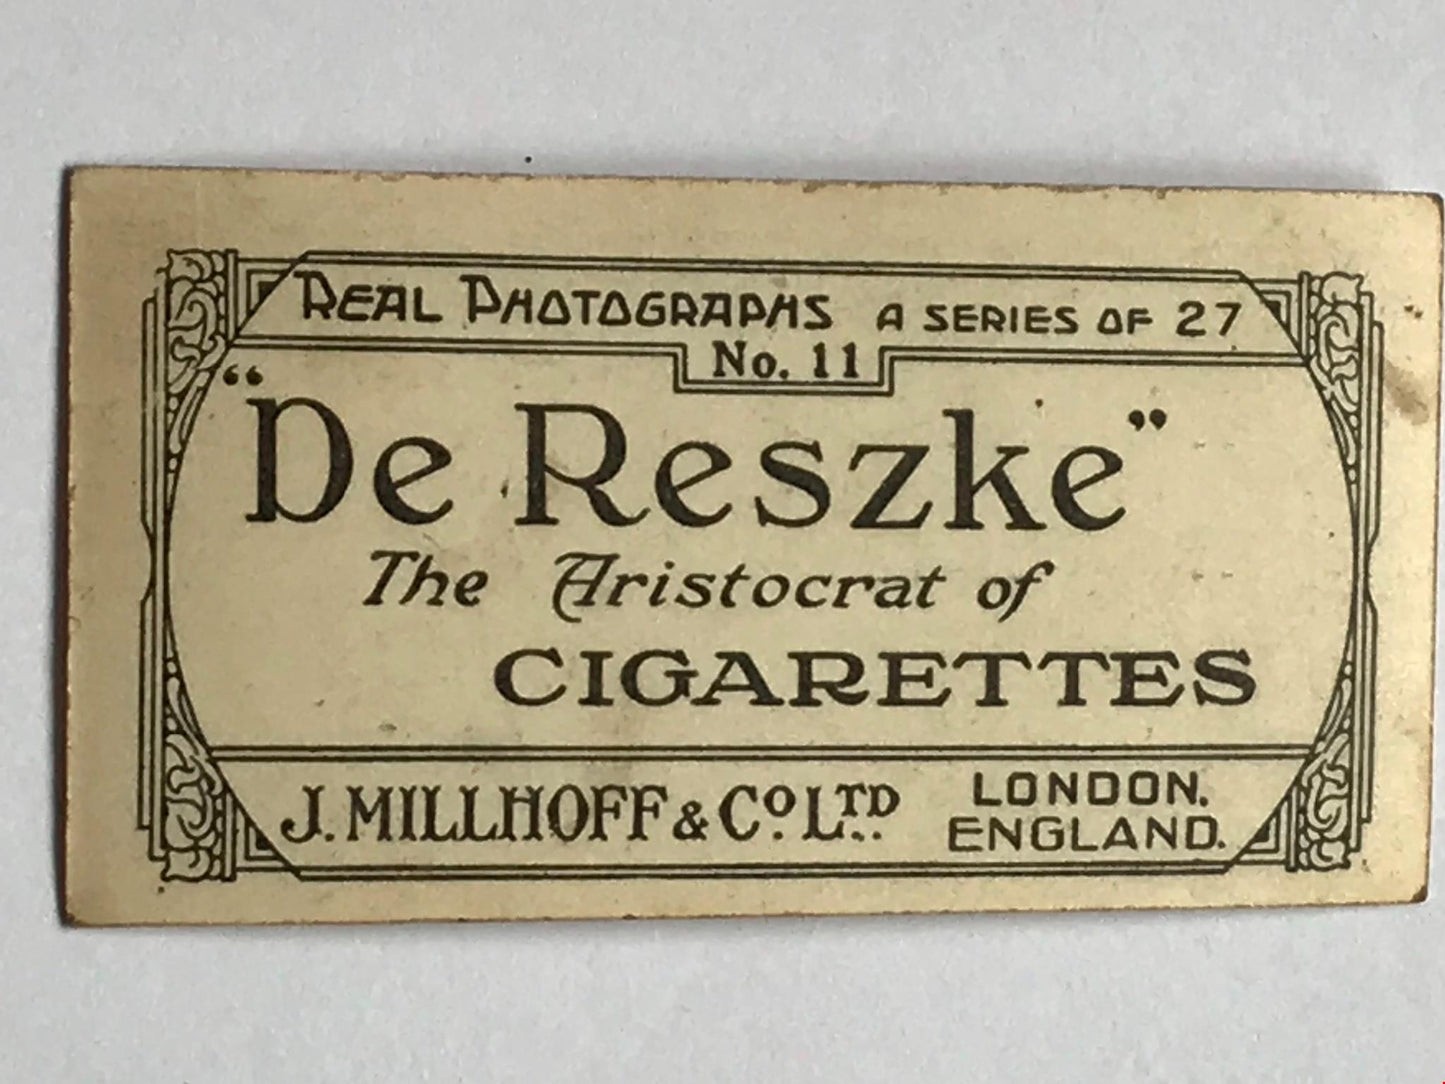 REAL PHOTOGRAPHS A SERIES OF 27
No. 11
“De Reszke”
The Aristocrat of
CIGARETTES
J. MILLHOFF & Co. LTD. LONDON.
ENGLAND.